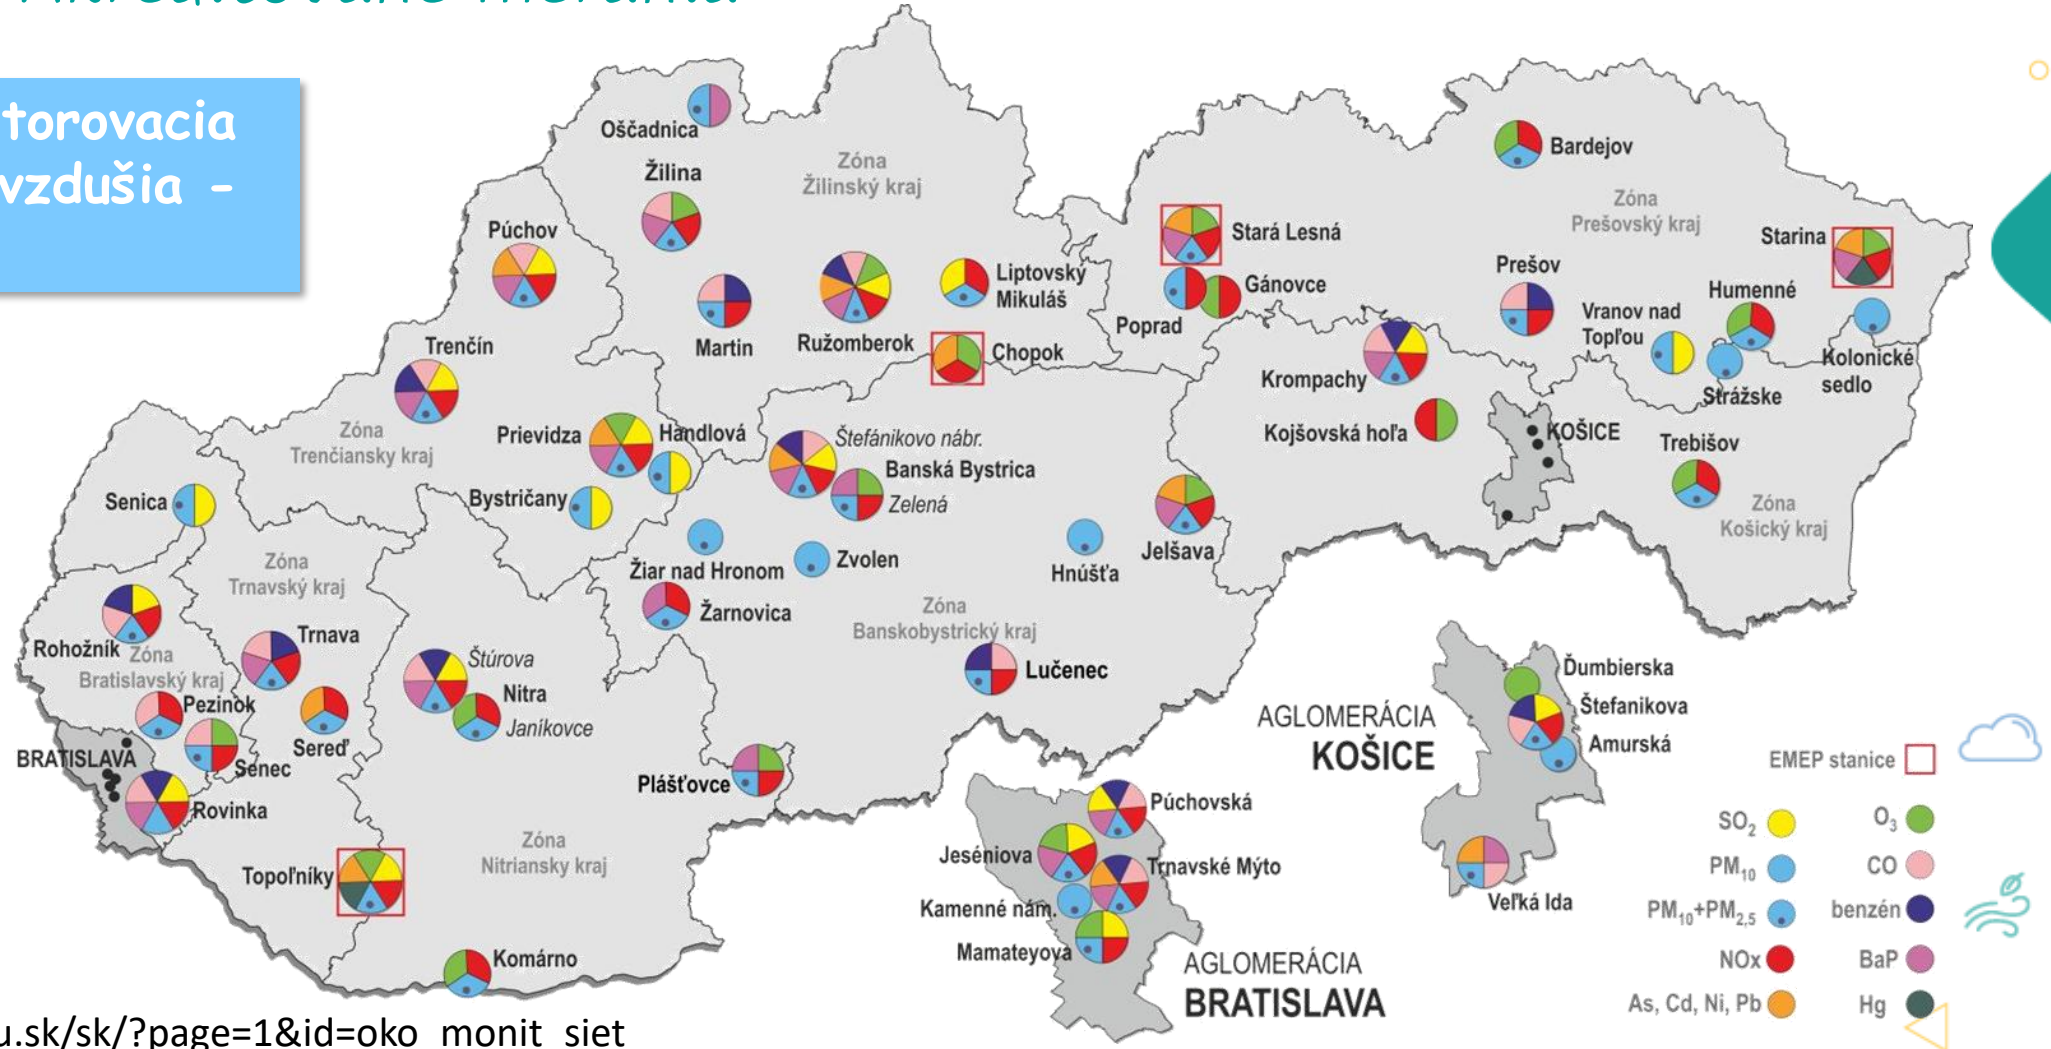 torovacia
vzdušia -
Oščadnica
Žilina
Zóna
Žilinský kraj
Púchov
Martin
Ružomberok
Liptovský
Mikuláš
Chopok
Stará Lesná
Gánovce
Poprad
Bardejov
Zóna
Prešovský kraj
Starina
Prešov
Vranov nad
Topľou
Humenné
Kolonické
sedlo
Strážske
Trenčín
Zóna
Trenčiansky kraj
Prievidza
Handlová
Bystričany
Štefánikovo nábr.
Banská Bystrica
Zelená
Krompachy
Kojšovská hoľa
KOŠICE
Trebišov
Zóna
Košický kraj
Senica
Zóna
Trnavský kraj
Žiar nad Hronom
Zvolen
Hnúšťa
Jelšava
Žarnovica
Zóna
Banskobystrický kraj
Lučenec
Rohožník
Zóna
Bratislavský kraj
Trnava
Pezinok
Sereď
Senec
BRATISLAVA
Rovinka
Štúrova
Nitra
Janíkovce
Plášťovce
Zóna
Nitriansky kraj
Topoľníky
Komárno
AGLOMERÁCIA
KOŠICE
Ďumbierska
Štefanikova
Amurská
Veľká Ida
Púchovská
Jeséniova
Trnavské Mýto
Kamenné nám.
Mamateyová
AGLOMERÁCIA
BRATISLAVA
EMEP stanice
SO2
O3
PM10
CO
PM10+PM2,5
benzén
NOx
BaP
As, Cd, Ni, Pb
Hg
u.sk/sk/?page=1&id=oko_monit_siet